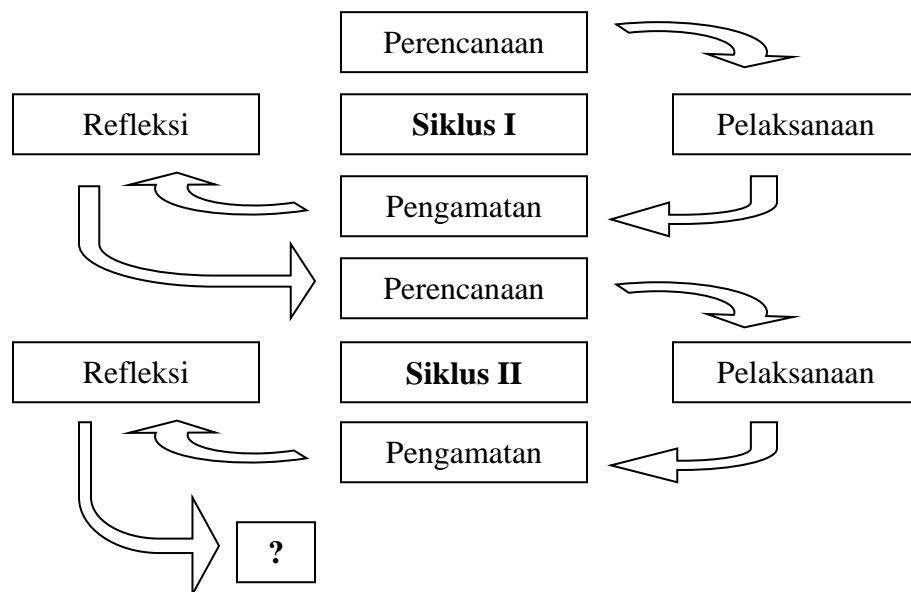 Perencanaan
Refleksi
Siklus I
Pelaksanaan
Pengamatan
Perencanaan
Refleksi
Siklus II
Pelaksanaan
Pengamatan
?